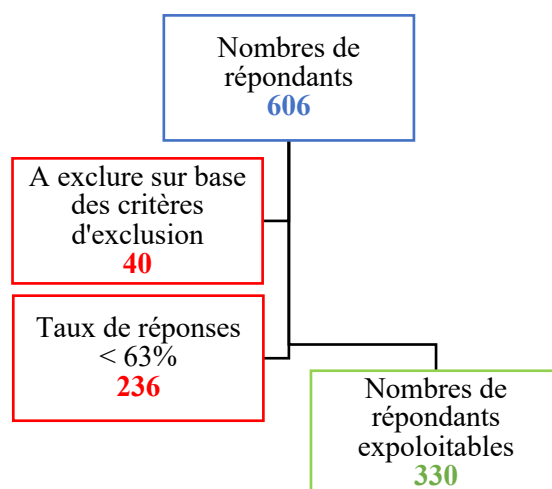 Nombres de
répondants
606
A exclure sur base
des critères
d'exclusion
40
Taux de réponses
< 63%
236
Nombres de
répondants
expoloitables
330